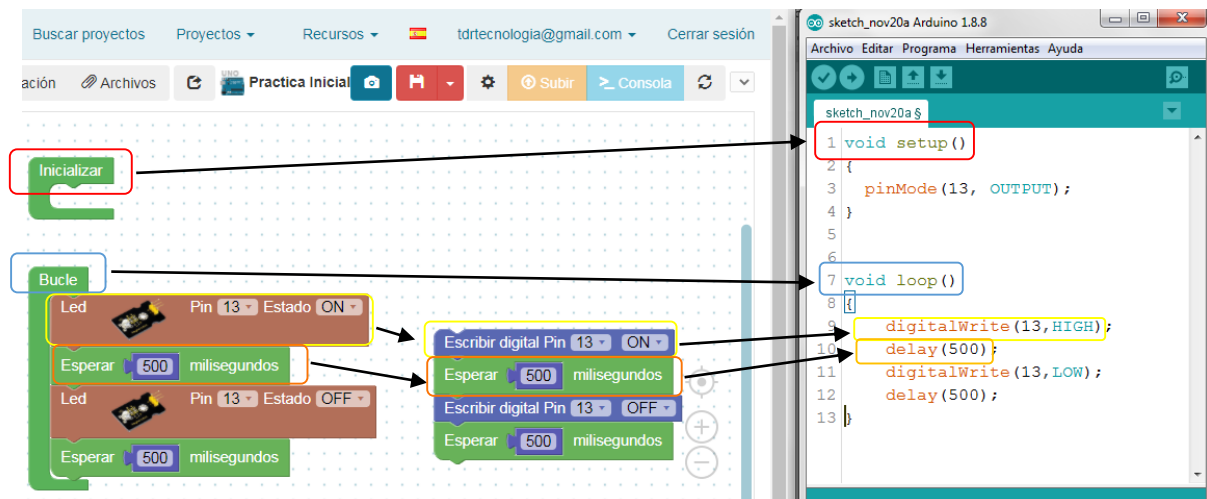 Buscar proyectos Proyectos Recursos tdrtecnologia@gmail.com Cerrar sesión
ación Archivos UNO Practica Inicial Subir >_ Consola
Inicializar
Bucle
Led Pin 13 Estado ON
Esperar 500 milisegundos
Led Pin 13 Estado OFF
Esperar 500 milisegundos
Escribir digital Pin 13 ON
Esperar 500 milisegundos
Escribir digital Pin 13 OFF
Esperar 500 milisegundos
sketch_nov20a Arduino 1.8.8
Archivo Editar Programa Herramientas Ayuda
sketch_nov20a §
1 void setup()
2 {
3 pinMode(13, OUTPUT);
4 }
5
6
7 void loop()
8 {
9 digitalWrite(13,HIGH);
10 delay(500);
11 digitalWrite(13,LOW);
12 delay(500);
13 }